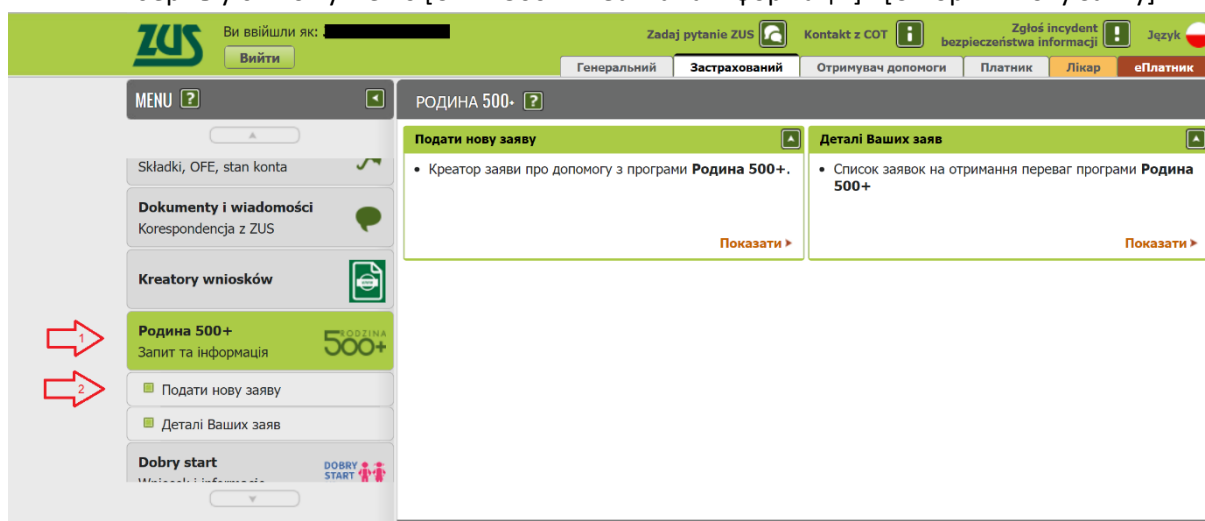 ZUS
Ви ввійшли як:
Вийти
Zadaj pytanie ZUS
Kontakt z COT
Zgłoś incydent
bezpieczeństwa informacji
Język
Генеральний
Застрахований
Отримувач допомоги
Платник
Лікар
еПлатник
MENU ?
Składki, OFE, stan konta
Dokumenty i wiadomości
Korespondencja z ZUS
Kreatory wniosków
1
Родина 500+
Запит та інформація
RODZINA
500+
2
Подати нову заяву
Деталі Ваших заяв
Dobry start
DOBRY
START
РОДИНА 500+ ?
Подати нову заяву
• Креатор заяви про допомогу з програми Родина 500+.
Показати
Деталі Ваших заяв
• Список заявок на отримання переваг програми Родина
500+
Показати